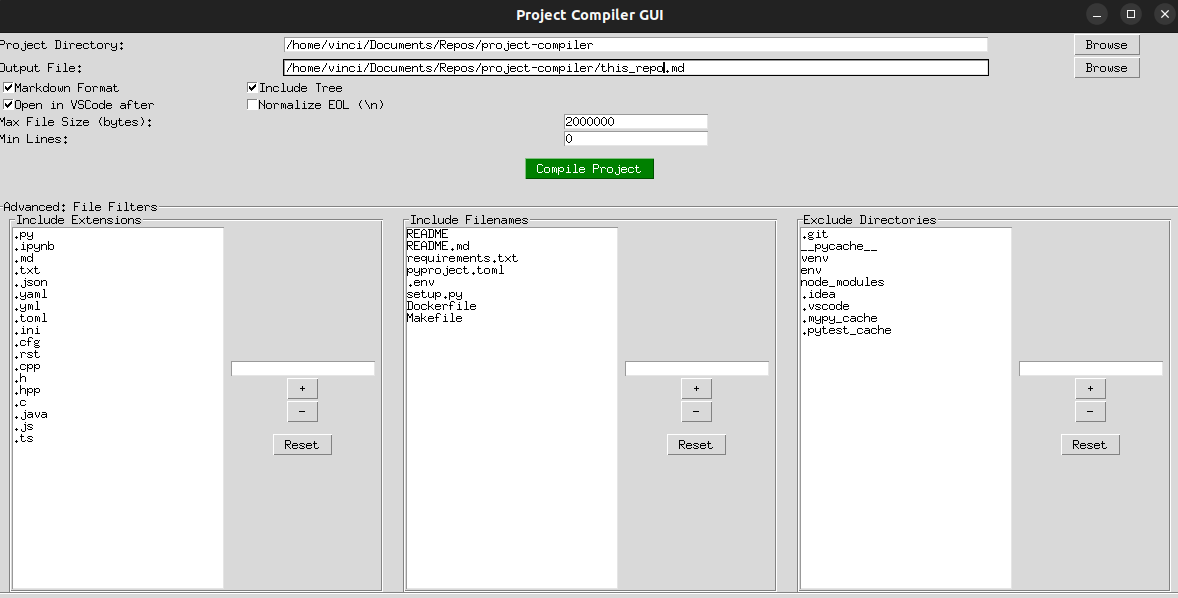 Project Compiler GUI
Project Directory: /home/vinci/Documents/Repos/project-compiler Browse
Output File: /home/vinci/Documents/Repos/project-compiler/this_repo.md Browse
Markdown Format Include Tree
Open in VSCode after Normalize EOL (\n)
Max File Size (bytes): 2000000
Min Lines: 0
Compile Project
Advanced: File Filters
Include Extensions
.py
.ipynb
.md
.txt
.json
.yaml
.yml
.toml
.ini
.cfg
.rst
.cpp
.h
.hpp
.c
.java
.js
.ts
+
-
Reset
Include Filenames
README
README.md
requirements.txt
pyproject.toml
.env
setup.py
Dockerfile
Makefile
+
-
Reset
Exclude Directories
.git
__pycache__
venv
env
node_modules
.idea
.vscode
.mypy_cache
.pytest_cache
+
-
Reset